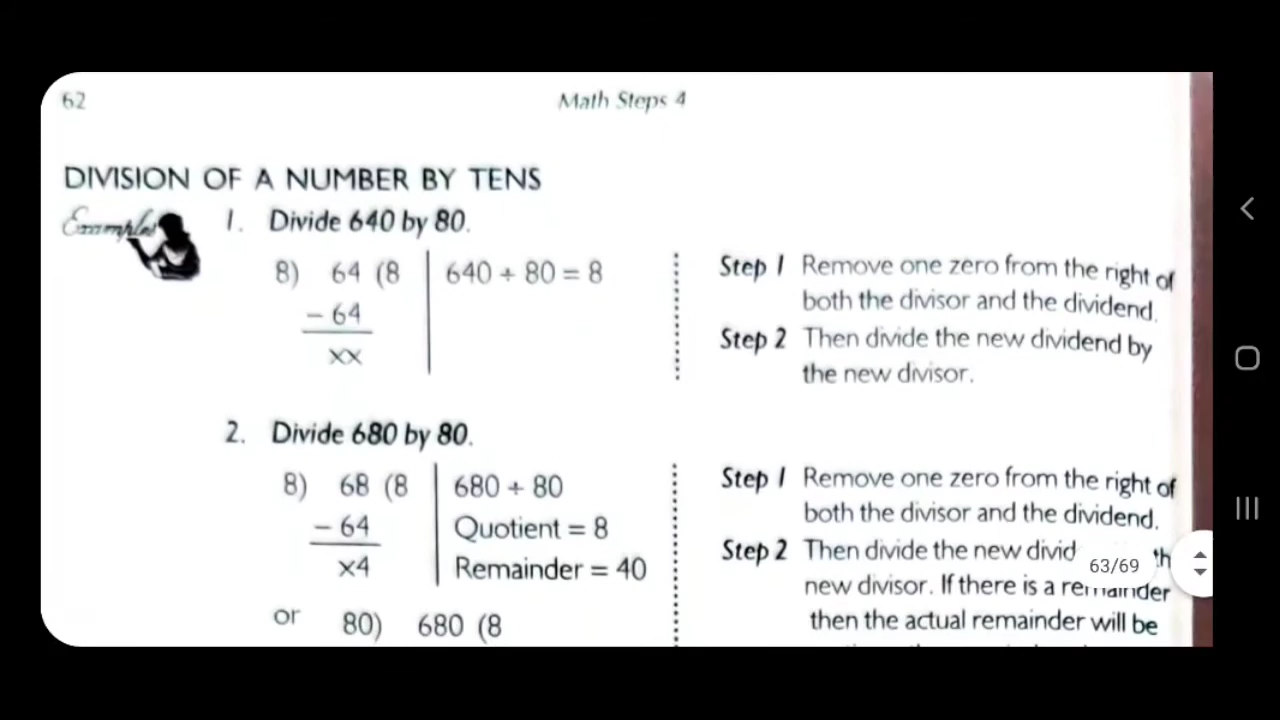 62
Math Steps 4
DIVISION OF A NUMBER BY TENS
Examples
1. Divide 640 by 80.
8) 64 (8
640 ÷ 80 = 8
– 64
xx
Step 1 Remove one zero from the right of
both the divisor and the dividend.
Step 2 Then divide the new dividend by
the new divisor.
2. Divide 680 by 80.
8) 68 (8
680 ÷ 80
– 64
Quotient = 8
x4
Remainder = 40
or 80) 680 (8
Step 1 Remove one zero from the right of
both the divisor and the dividend.
Step 2 Then divide the new
new divisor. If there is a remainder
then the actual remainder will be
63/69